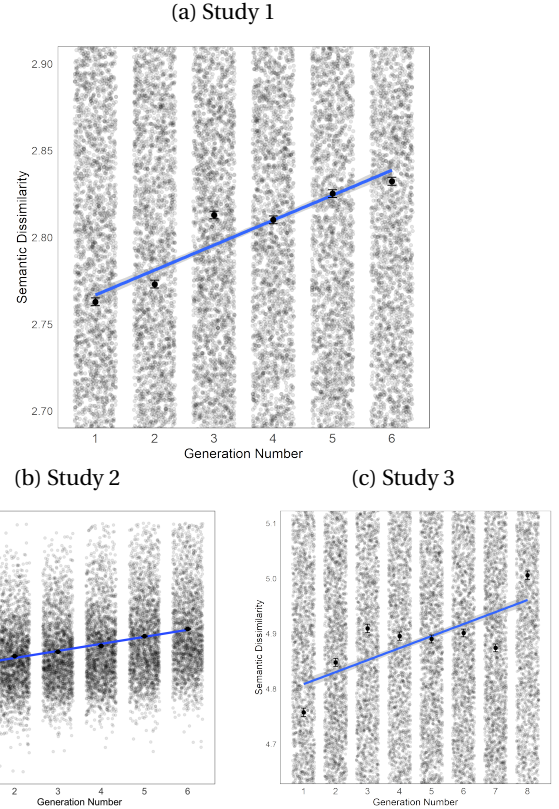 (a) Study 1
2.90
2.85
2.80
2.75
2.70
Semantic Dissimilarity
1 2 3 4 5 6
Generation Number
(b) Study 2
2 3 4 5 6
Generation Number
(c) Study 3
5.1
5.0
4.9
4.8
4.7
Semantic Dissimilarity
1 2 3 4 5 6 7 8
Generation Number